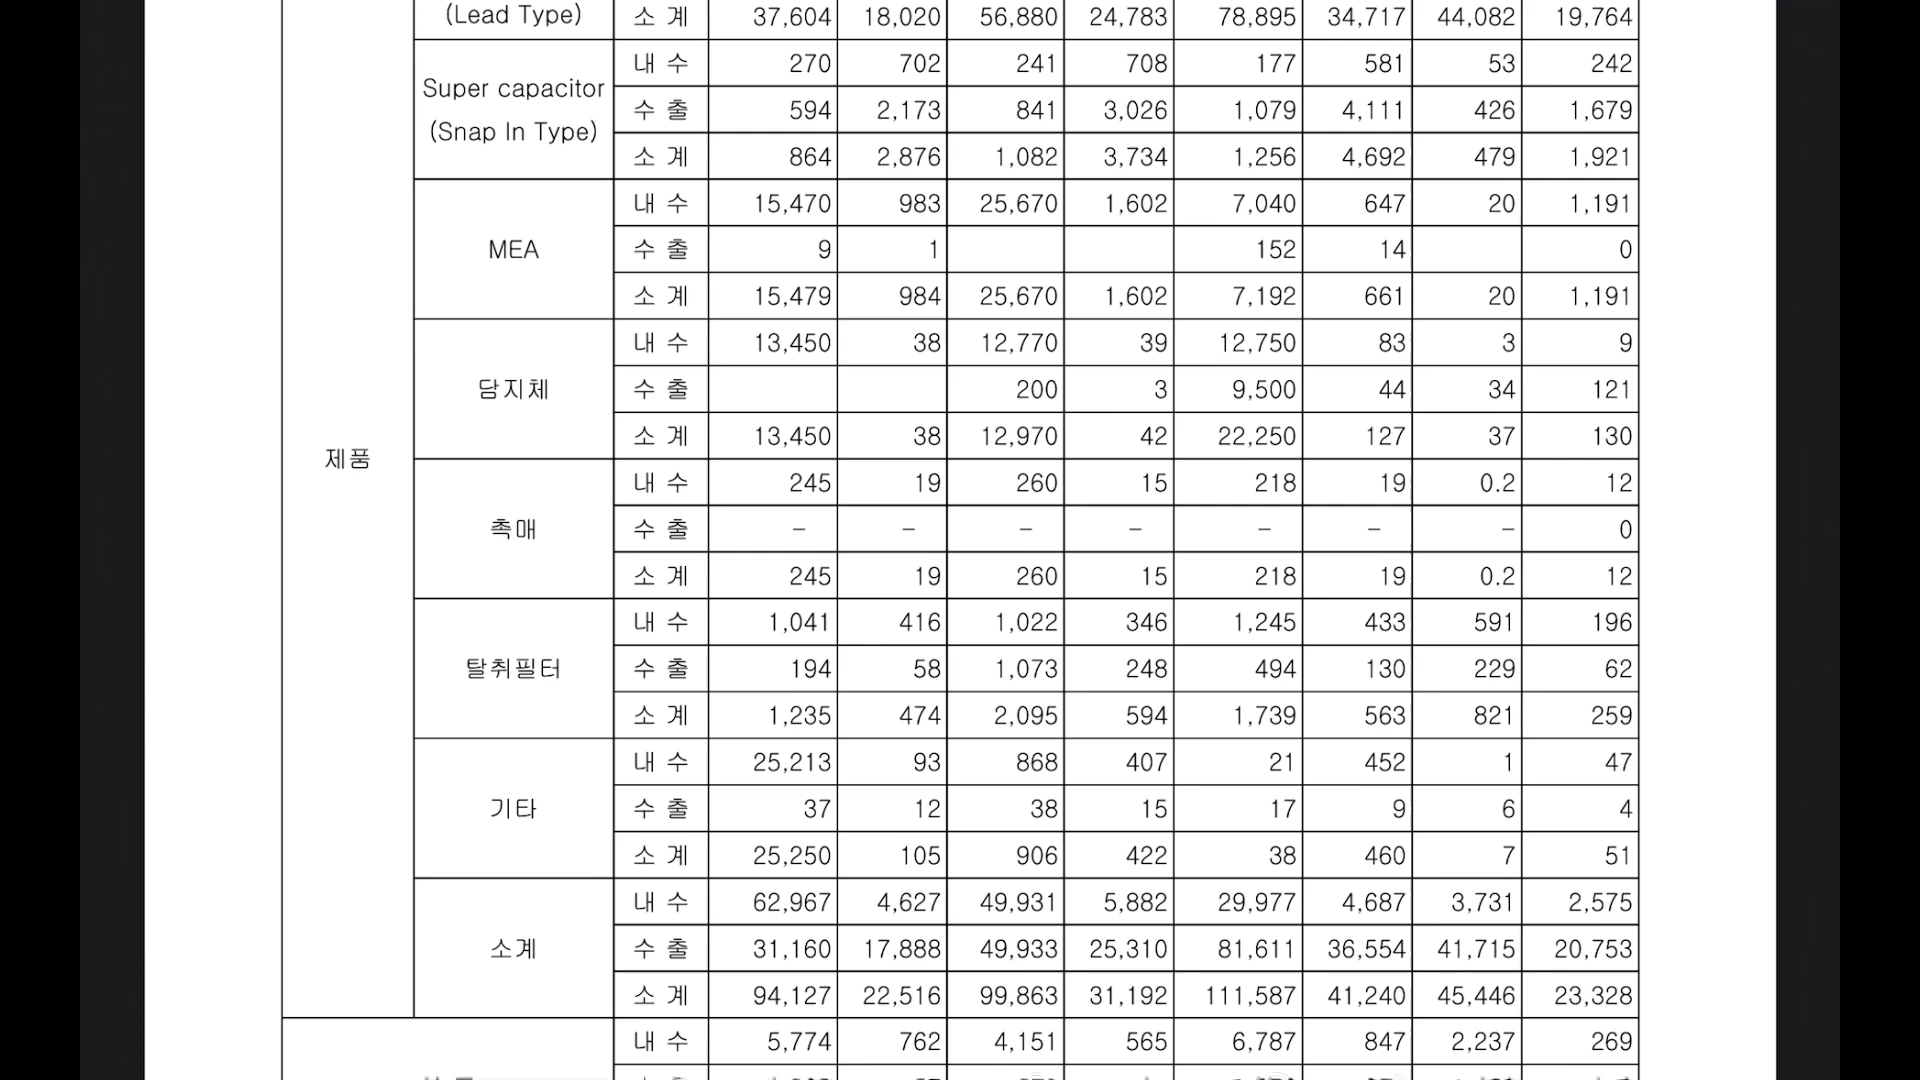 (Lead Type) 소 계 37,604 18,020 56,880 24,783 78,895 34,717 44,082 19,764
내 수 270 702 241 708 177 581 53 242
Super capacitor
(Snap In Type)
수 출 594 2,173 841 3,026 1,079 4,111 426 1,679
소 계 864 2,876 1,082 3,734 1,256 4,692 479 1,921
내 수 15,470 983 25,670 1,602 7,040 647 20 1,191
MEA 수 출 9 1 152 14 0
소 계 15,479 984 25,670 1,602 7,192 661 20 1,191
내 수 13,450 38 12,770 39 12,750 83 3 9
담지체 수 출 200 3 9,500 44 34 121
소 계 13,450 38 12,970 42 22,250 127 37 130
제품
내 수 245 19 260 15 218 19 0.2 12
촉매 수 출 – – – – – – – 0
소 계 245 19 260 15 218 19 0.2 12
내 수 1,041 416 1,022 346 1,245 433 591 196
탈취필터 수 출 194 58 1,073 248 494 130 229 62
소 계 1,235 474 2,095 594 1,739 563 821 259
내 수 25,213 93 868 407 21 452 1 47
기타 수 출 37 12 38 15 17 9 6 4
소 계 25,250 105 906 422 38 460 7 51
내 수 62,967 4,627 49,931 5,882 29,977 4,687 3,731 2,575
소계 수 출 31,160 17,888 49,933 25,310 81,611 36,554 41,715 20,753
소 계 94,127 22,516 99,863 31,192 111,587 41,240 45,446 23,328
내 수 5,774 762 4,151 565 6,787 847 2,237 269